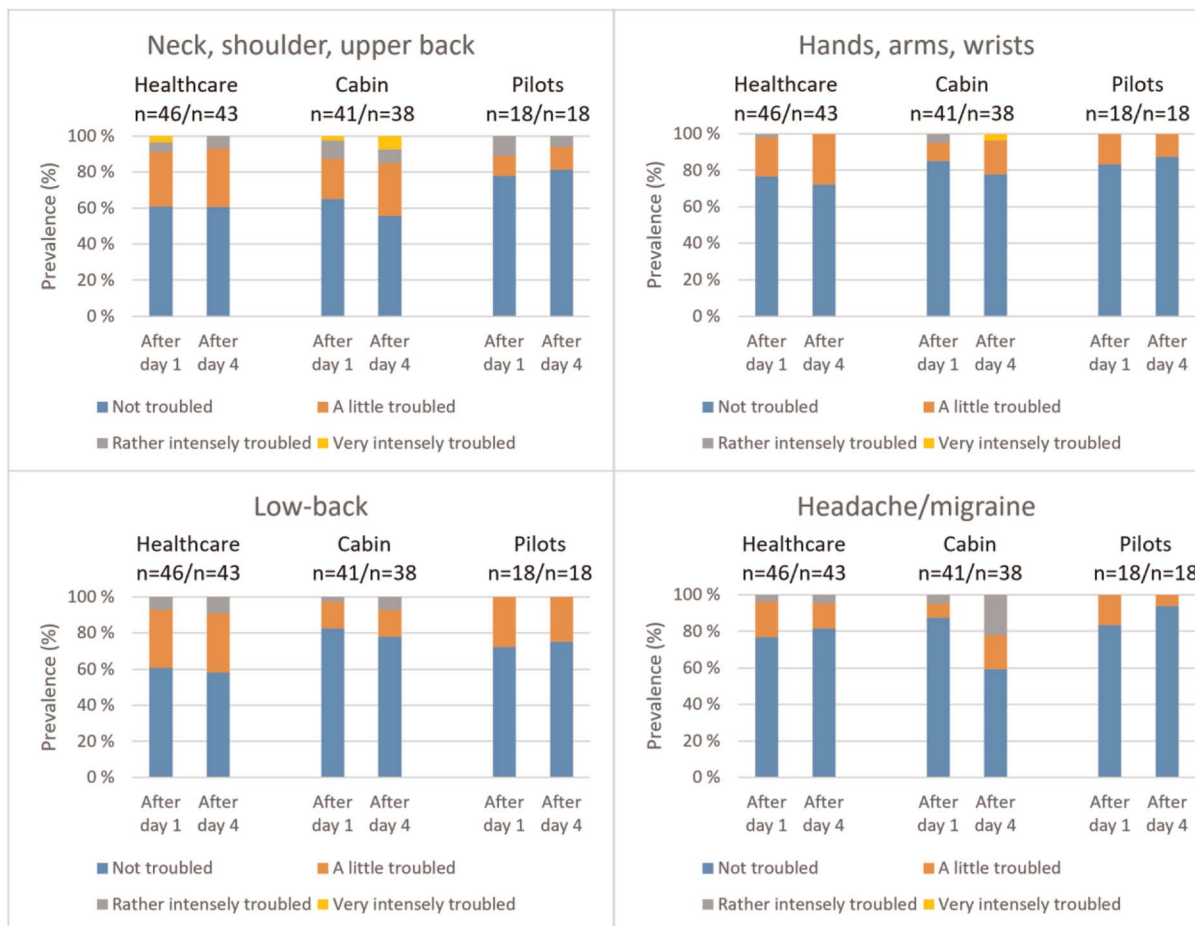 Neck, shoulder, upper back
Healthcare Cabin Pilots
n=46/n=43 n=41/n=38 n=18/n=18
Prevalence (%)
100 %
80 %
60 %
40 %
20 %
0 %
After After After After After After
day 1 day 4 day 1 day 4 day 1 day 4
Not troubled A little troubled
Rather intensely troubled Very intensely troubled
Hands, arms, wrists
Healthcare Cabin Pilots
n=46/n=43 n=41/n=38 n=18/n=18
Prevalence (%)
100 %
80 %
60 %
40 %
20 %
0 %
After After After After After After
day 1 day 4 day 1 day 4 day 1 day 4
Not troubled A little troubled
Rather intensely troubled Very intensely troubled
Low-back
Healthcare Cabin Pilots
n=46/n=43 n=41/n=38 n=18/n=18
Prevalence (%)
100 %
80 %
60 %
40 %
20 %
0 %
After After After After After After
day 1 day 4 day 1 day 4 day 1 day 4
Not troubled A little troubled
Rather intensely troubled Very intensely troubled
Headache/migraine
Healthcare Cabin Pilots
n=46/n=43 n=41/n=38 n=18/n=18
Prevalence (%)
100 %
80 %
60 %
40 %
20 %
0 %
After After After After After After
day 1 day 4 day 1 day 4 day 1 day 4
Not troubled A little troubled
Rather intensely troubled Very intensely troubled